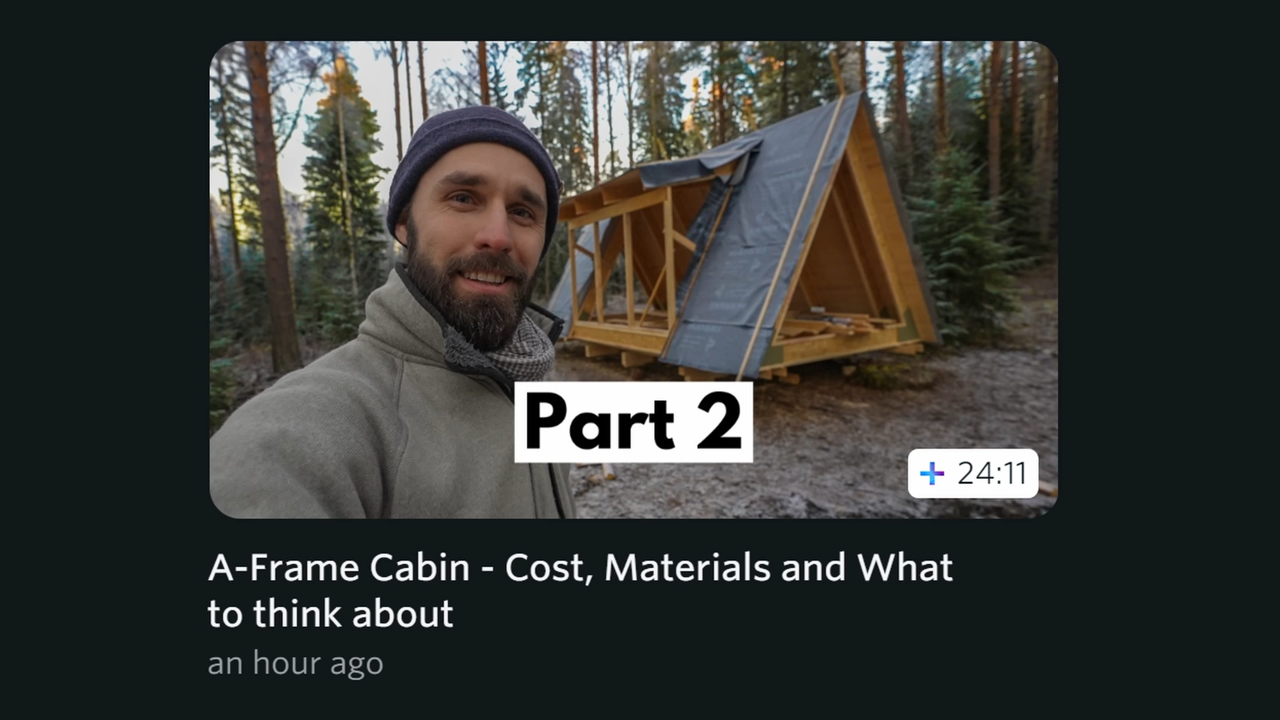 Part 2
24:11
A-Frame Cabin - Cost, Materials and What
to think about
an hour ago